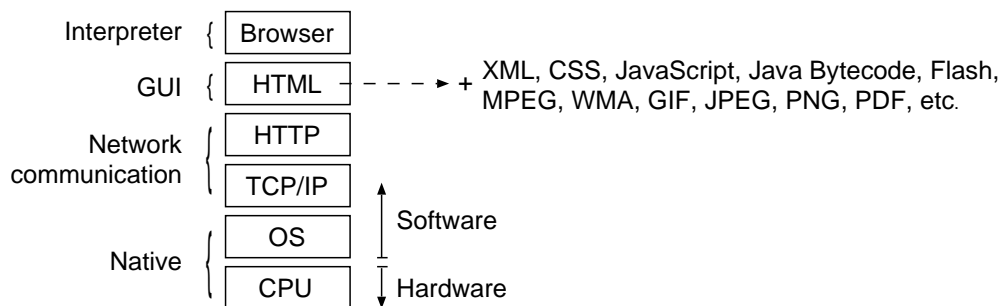 Interpreter { Browser
GUI { HTML + XML, CSS, JavaScript, Java Bytecode, Flash,
MPEG, WMA, GIF, JPEG, PNG, PDF, etc.
Network
communication { HTTP
TCP/IP
Software
Native { OS
CPU
Hardware